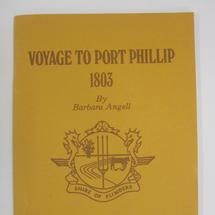 VOYAGE TO PORT PHILLIP
1803
By
Barbara Angell
SHIRE OF FLINDERS